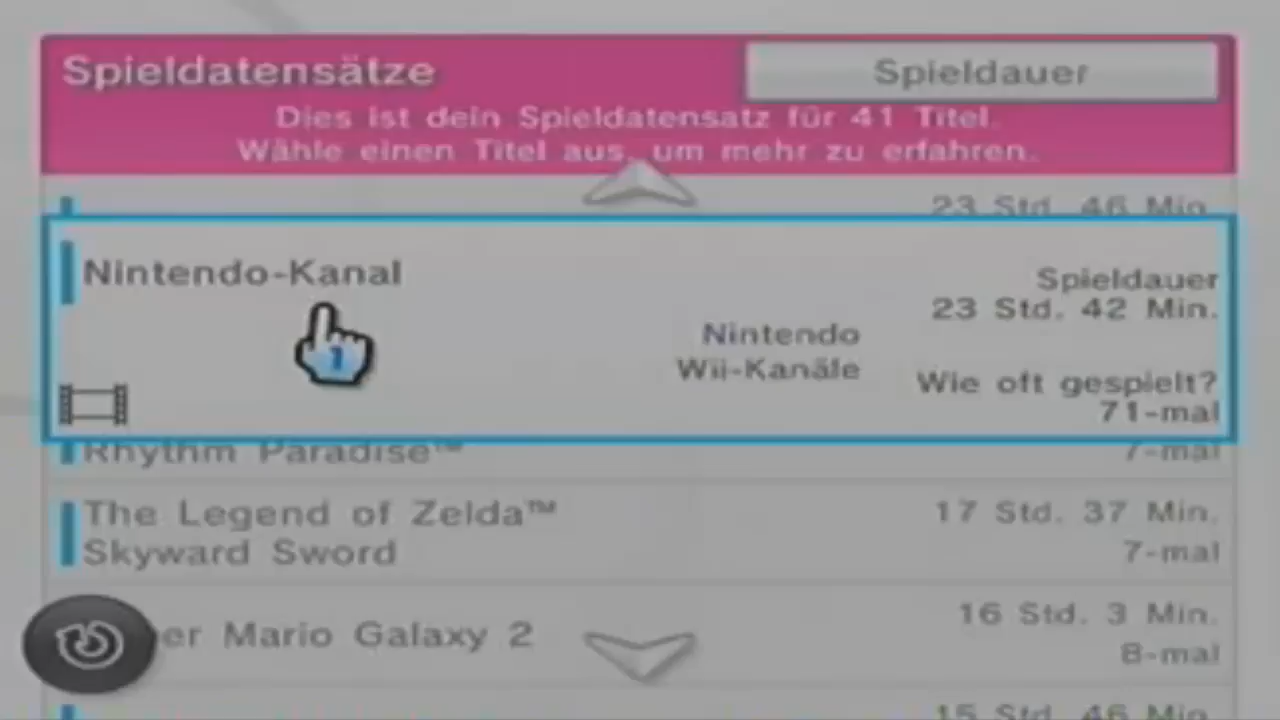 Spieldatensätze
Spieldauer
Dies ist dein Spieldatensatz für 41 Titel.
Wähle einen Titel aus, um mehr zu erfahren.
23 Std. 46 Min.
Nintendo-Kanal
Spieldauer
23 Std. 42 Min.
Nintendo
Wii-Kanäle
Wie oft gespielt?
71-mal
1
Rhythm Paradise™
7-mal
The Legend of Zelda™
17 Std. 37 Min.
Skyward Sword
7-mal
er Mario Galaxy 2
16 Std. 3 Min.
8-mal
15 Std. 46 Min.